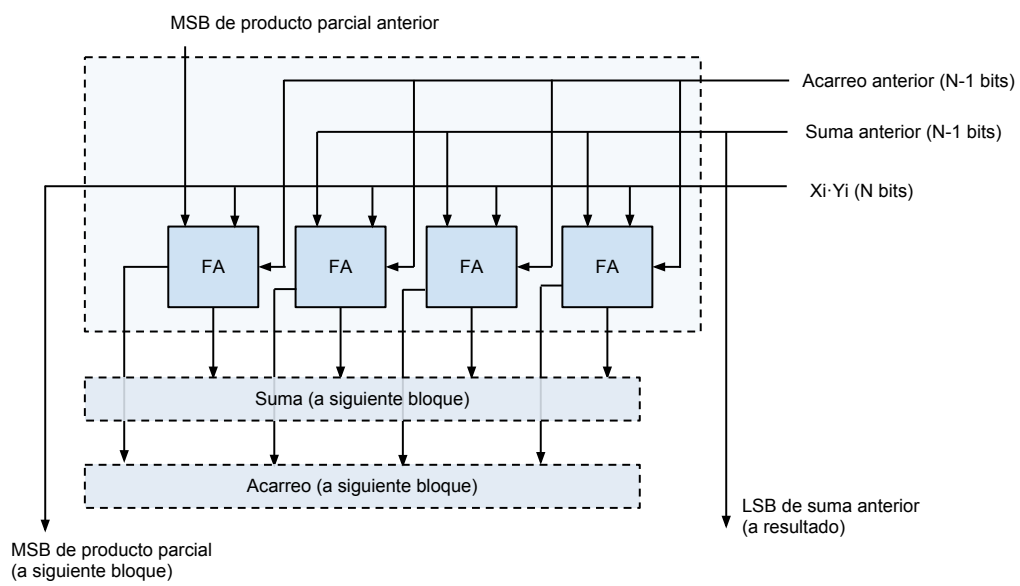 MSB de producto parcial anterior
Acarreo anterior (N-1 bits)
Suma anterior (N-1 bits)
Xi·Yi (N bits)
FA
FA
FA
FA
Suma (a siguiente bloque)
Acarreo (a siguiente bloque)
LSB de suma anterior
(a resultado)
MSB de producto parcial
(a siguiente bloque)